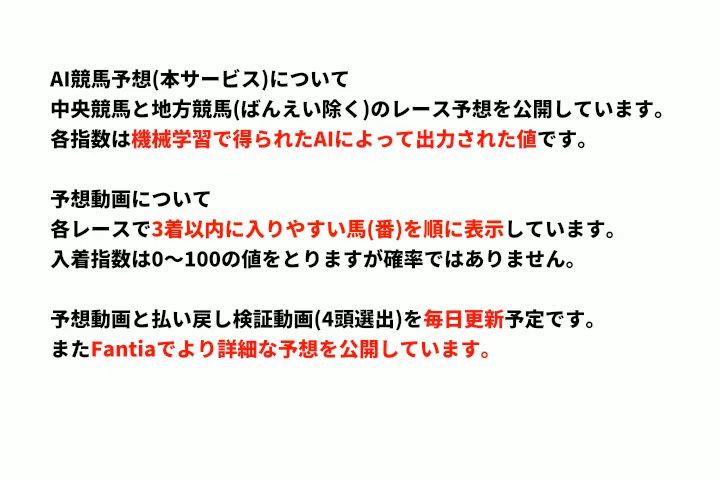 AI競馬予想(本サービス)について
中央競馬と地方競馬(ばんえい除く)のレース予想を公開しています。
各指数は機械学習で得られたAIによって出力された値です。
予想動画について
各レースで3着以内に入りやすい馬(番)を順に表示しています。
入着指数は0〜100の値をとりますが確率ではありません。
予想動画と払い戻し検証動画(4頭選出)を毎日更新予定です。
またFantiaでより詳細な予想を公開しています。